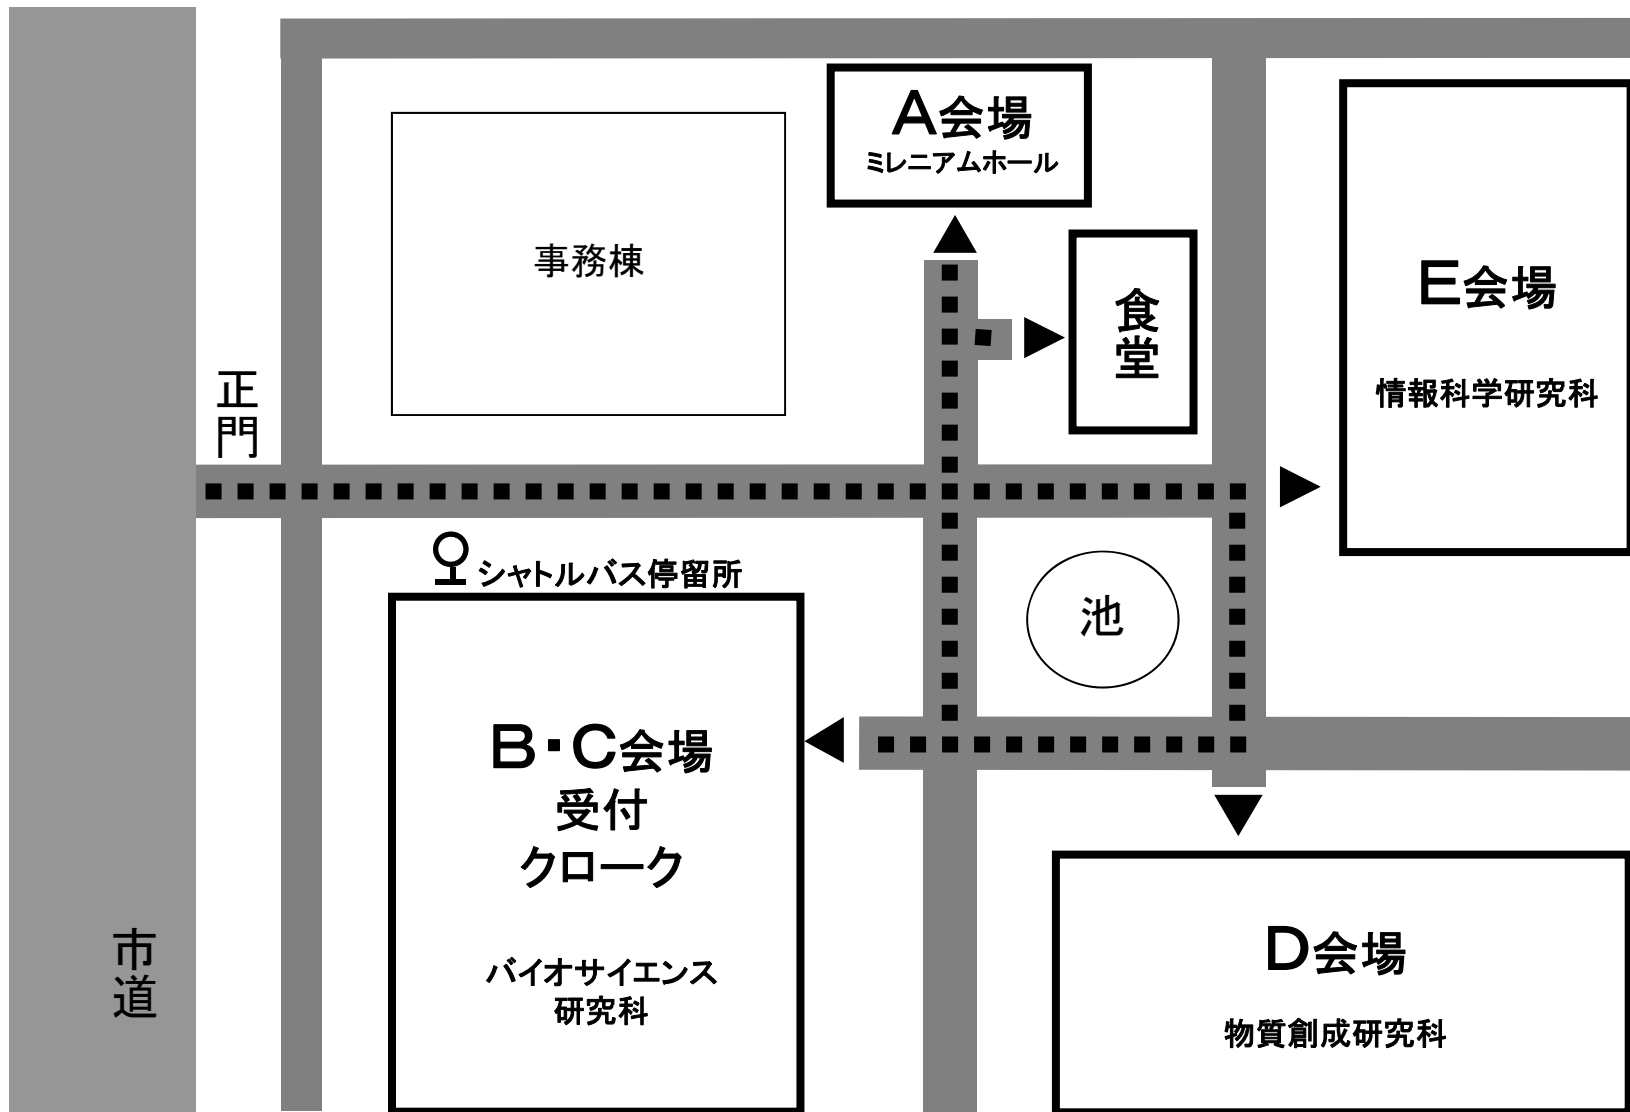 A会場
ミレニアムホール
事務棟
食堂
E会場
情報科学研究科
正門
シャトルバス停留所
池
B・C会場
受付
クローク
バイオサイエンス
研究科
D会場
物質創成研究科
市道